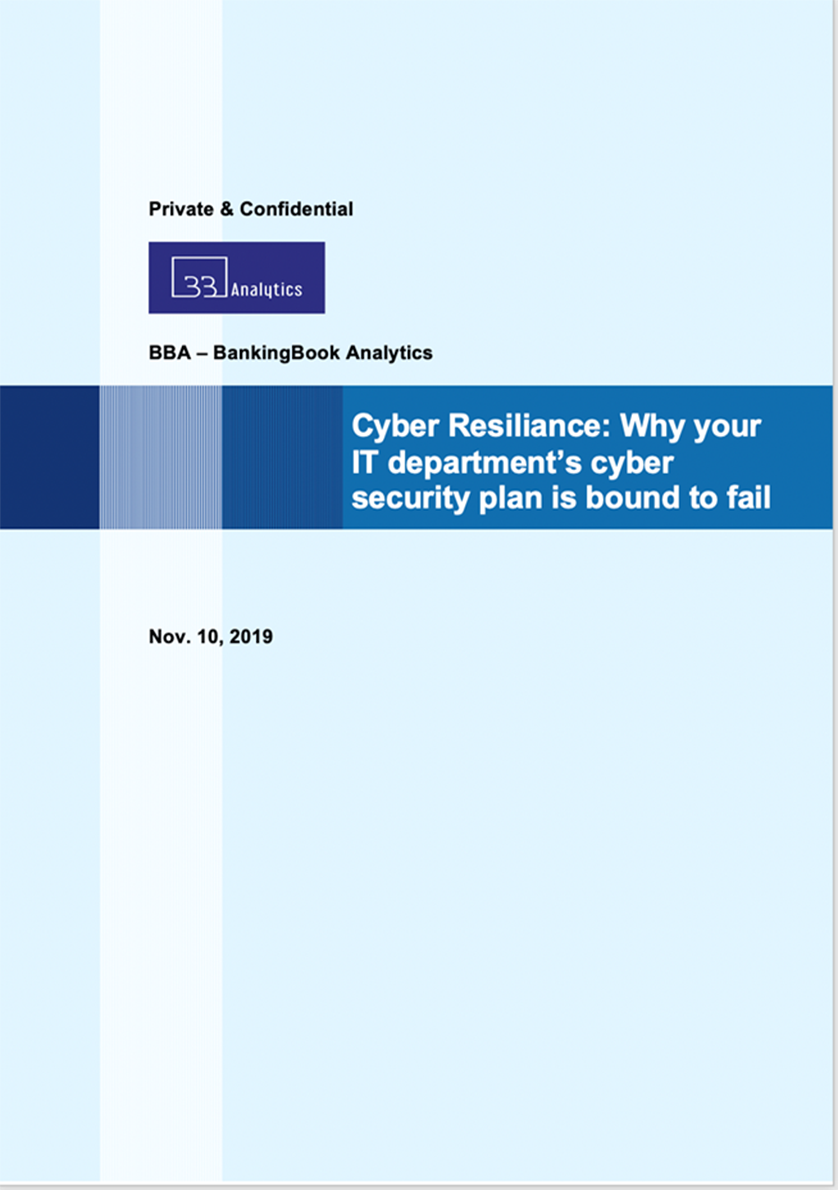 Private & Confidential
BB Analytics
BBA – BankingBook Analytics
Cyber Resiliance: Why your
IT department’s cyber
security plan is bound to fail
Nov. 10, 2019